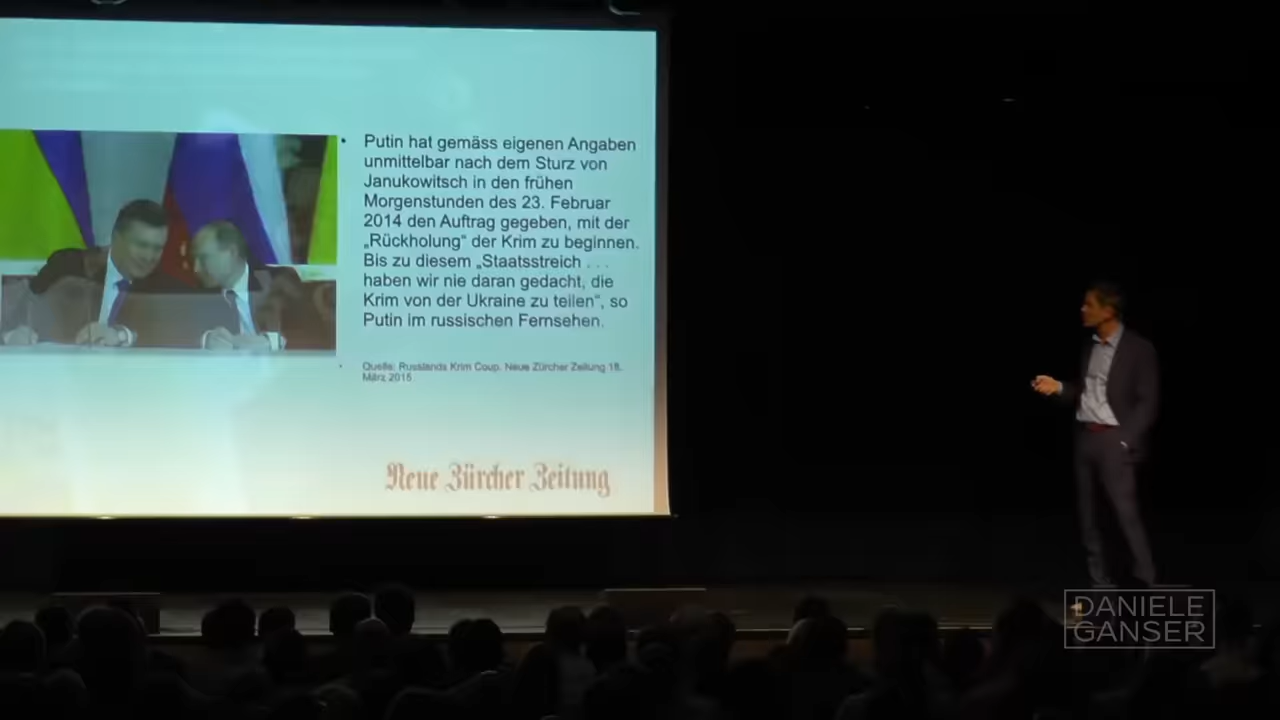 Putin hat gemäss eigenen Angaben
unmittelbar nach dem Sturz von
Janukowitsch in den frühen
Morgenstunden des 23. Februar
2014 den Auftrag gegeben, mit der
„Rückholung“ der Krim zu beginnen.
Bis zu diesem „Staatsstreich . . .
haben wir nie daran gedacht, die
Krim von der Ukraine zu teilen“, so
Putin im russischen Fernsehen.
Quelle: Russlands Krim Coup. Neue Zürcher Zeitung 18.
März 2015
Neue Zürcher Zeitung
DANIELE
GANSER